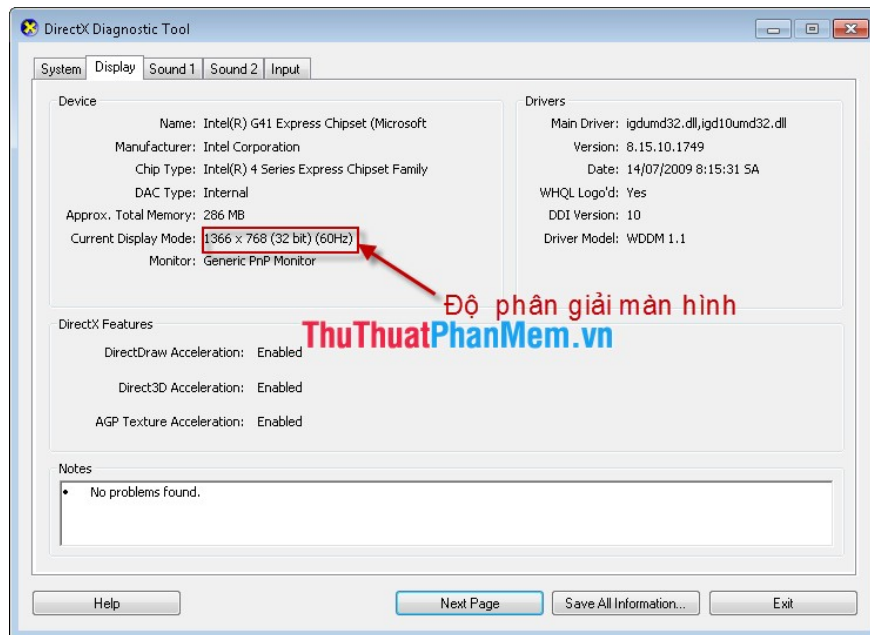 DirectX Diagnostic Tool
System Display Sound 1 Sound 2 Input
Device
Name: Intel(R) G41 Express Chipset (Microsoft
Manufacturer: Intel Corporation
Chip Type: Intel(R) 4 Series Express Chipset Family
DAC Type: Internal
Approx. Total Memory: 286 MB
Current Display Mode: 1366 x 768 (32 bit) (60Hz)
Monitor: Generic PnP Monitor
Drivers
Main Driver: igdumd32.dll,igd10umd32.dll
Version: 8.15.10.1749
Date: 14/07/2009 8:15:31 SA
WHQL Logo'd: Yes
DDI Version: 10
Driver Model: WDDM 1.1
Độ phân giải màn hình
ThuThuatPhanMem.vn
DirectX Features
DirectDraw Acceleration: Enabled
Direct3D Acceleration: Enabled
AGP Texture Acceleration: Enabled
Notes
• No problems found.
Help Next Page Save All Information... Exit